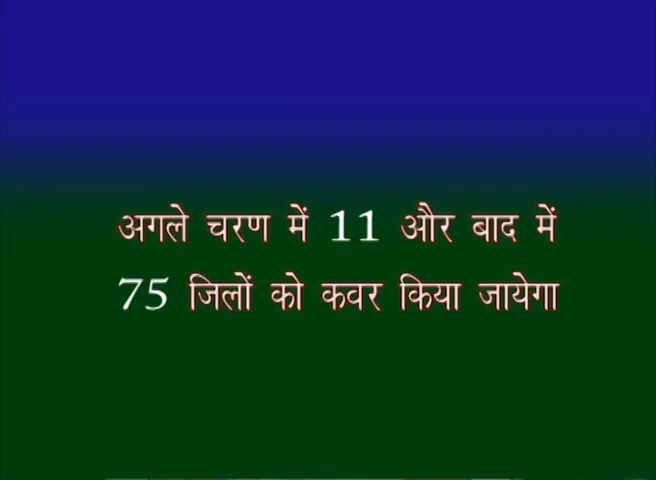 अगले चरण में 11 और बाद में
75 जिलों को कवर किया जायेगा